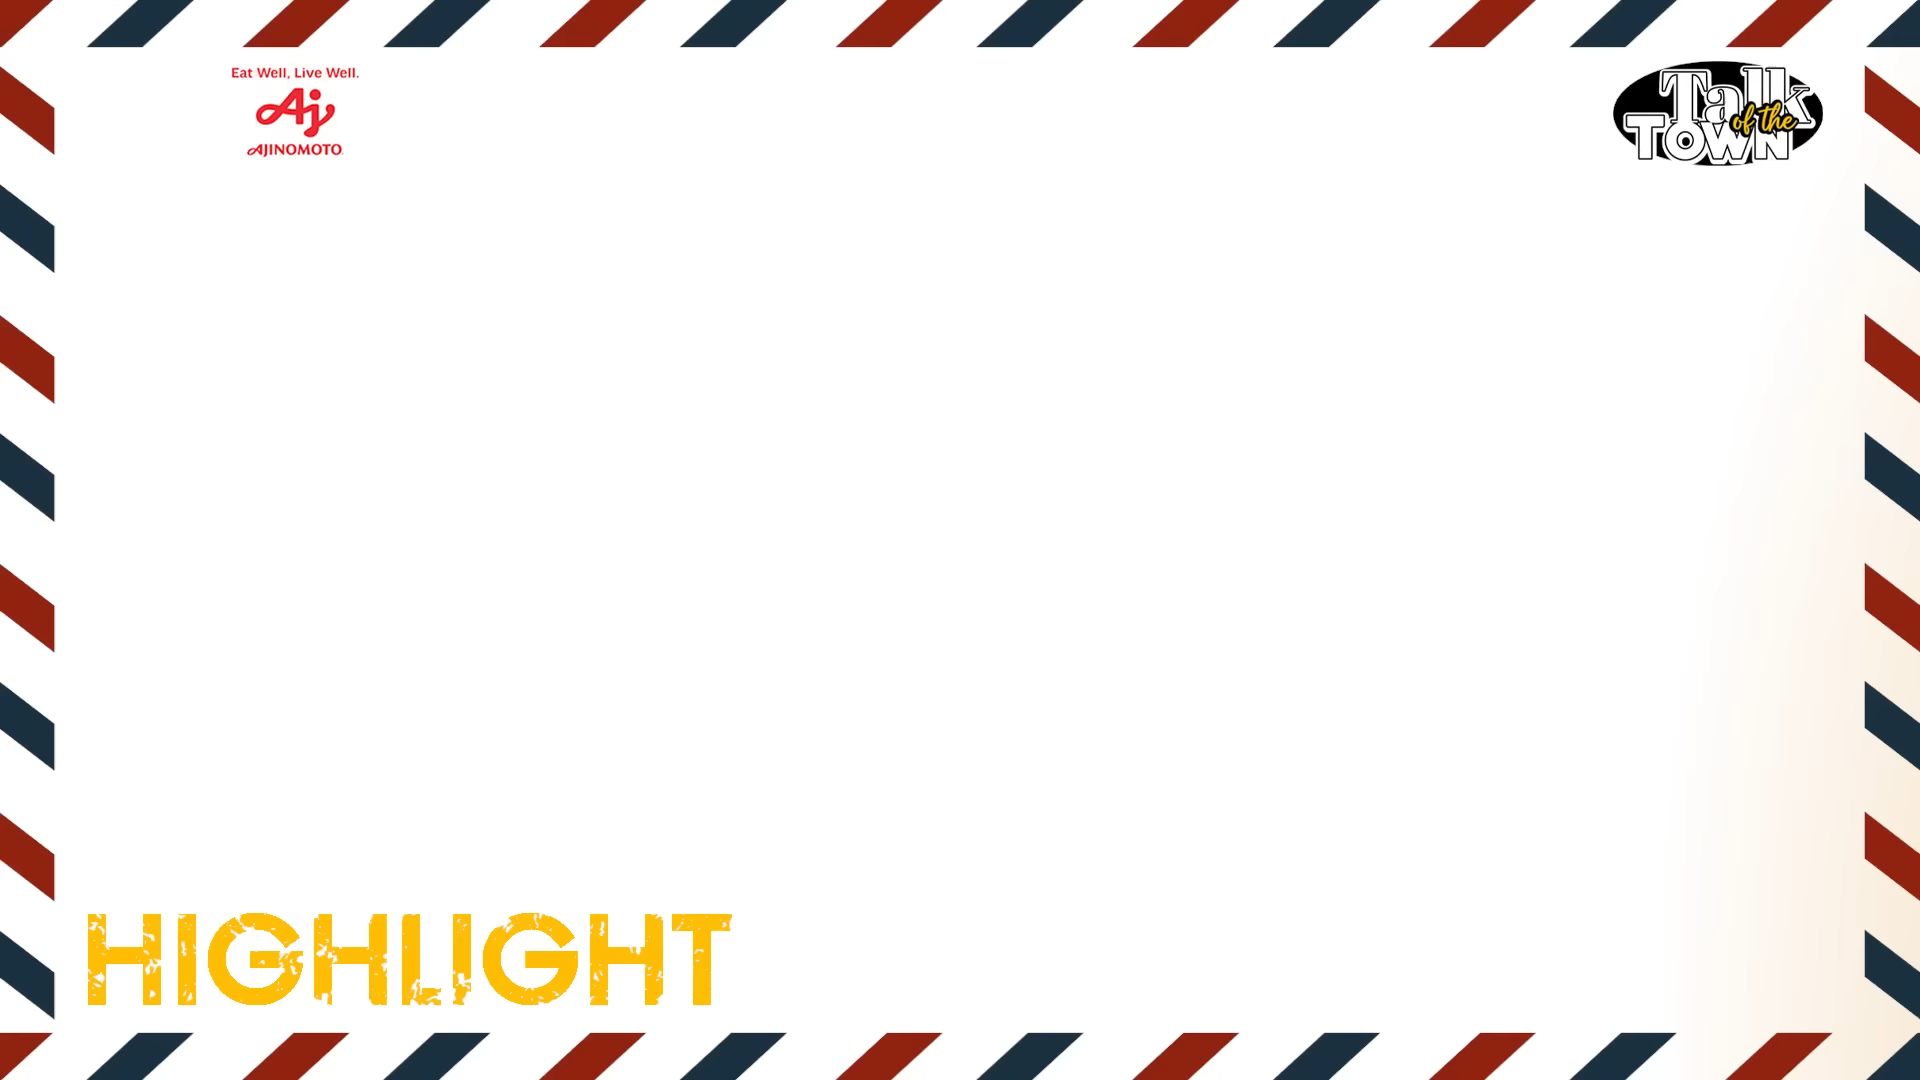 Eat Well, Live Well.
Aj
AJINOMOTO
Talk
of the
TOWN
HIGHLIGHT